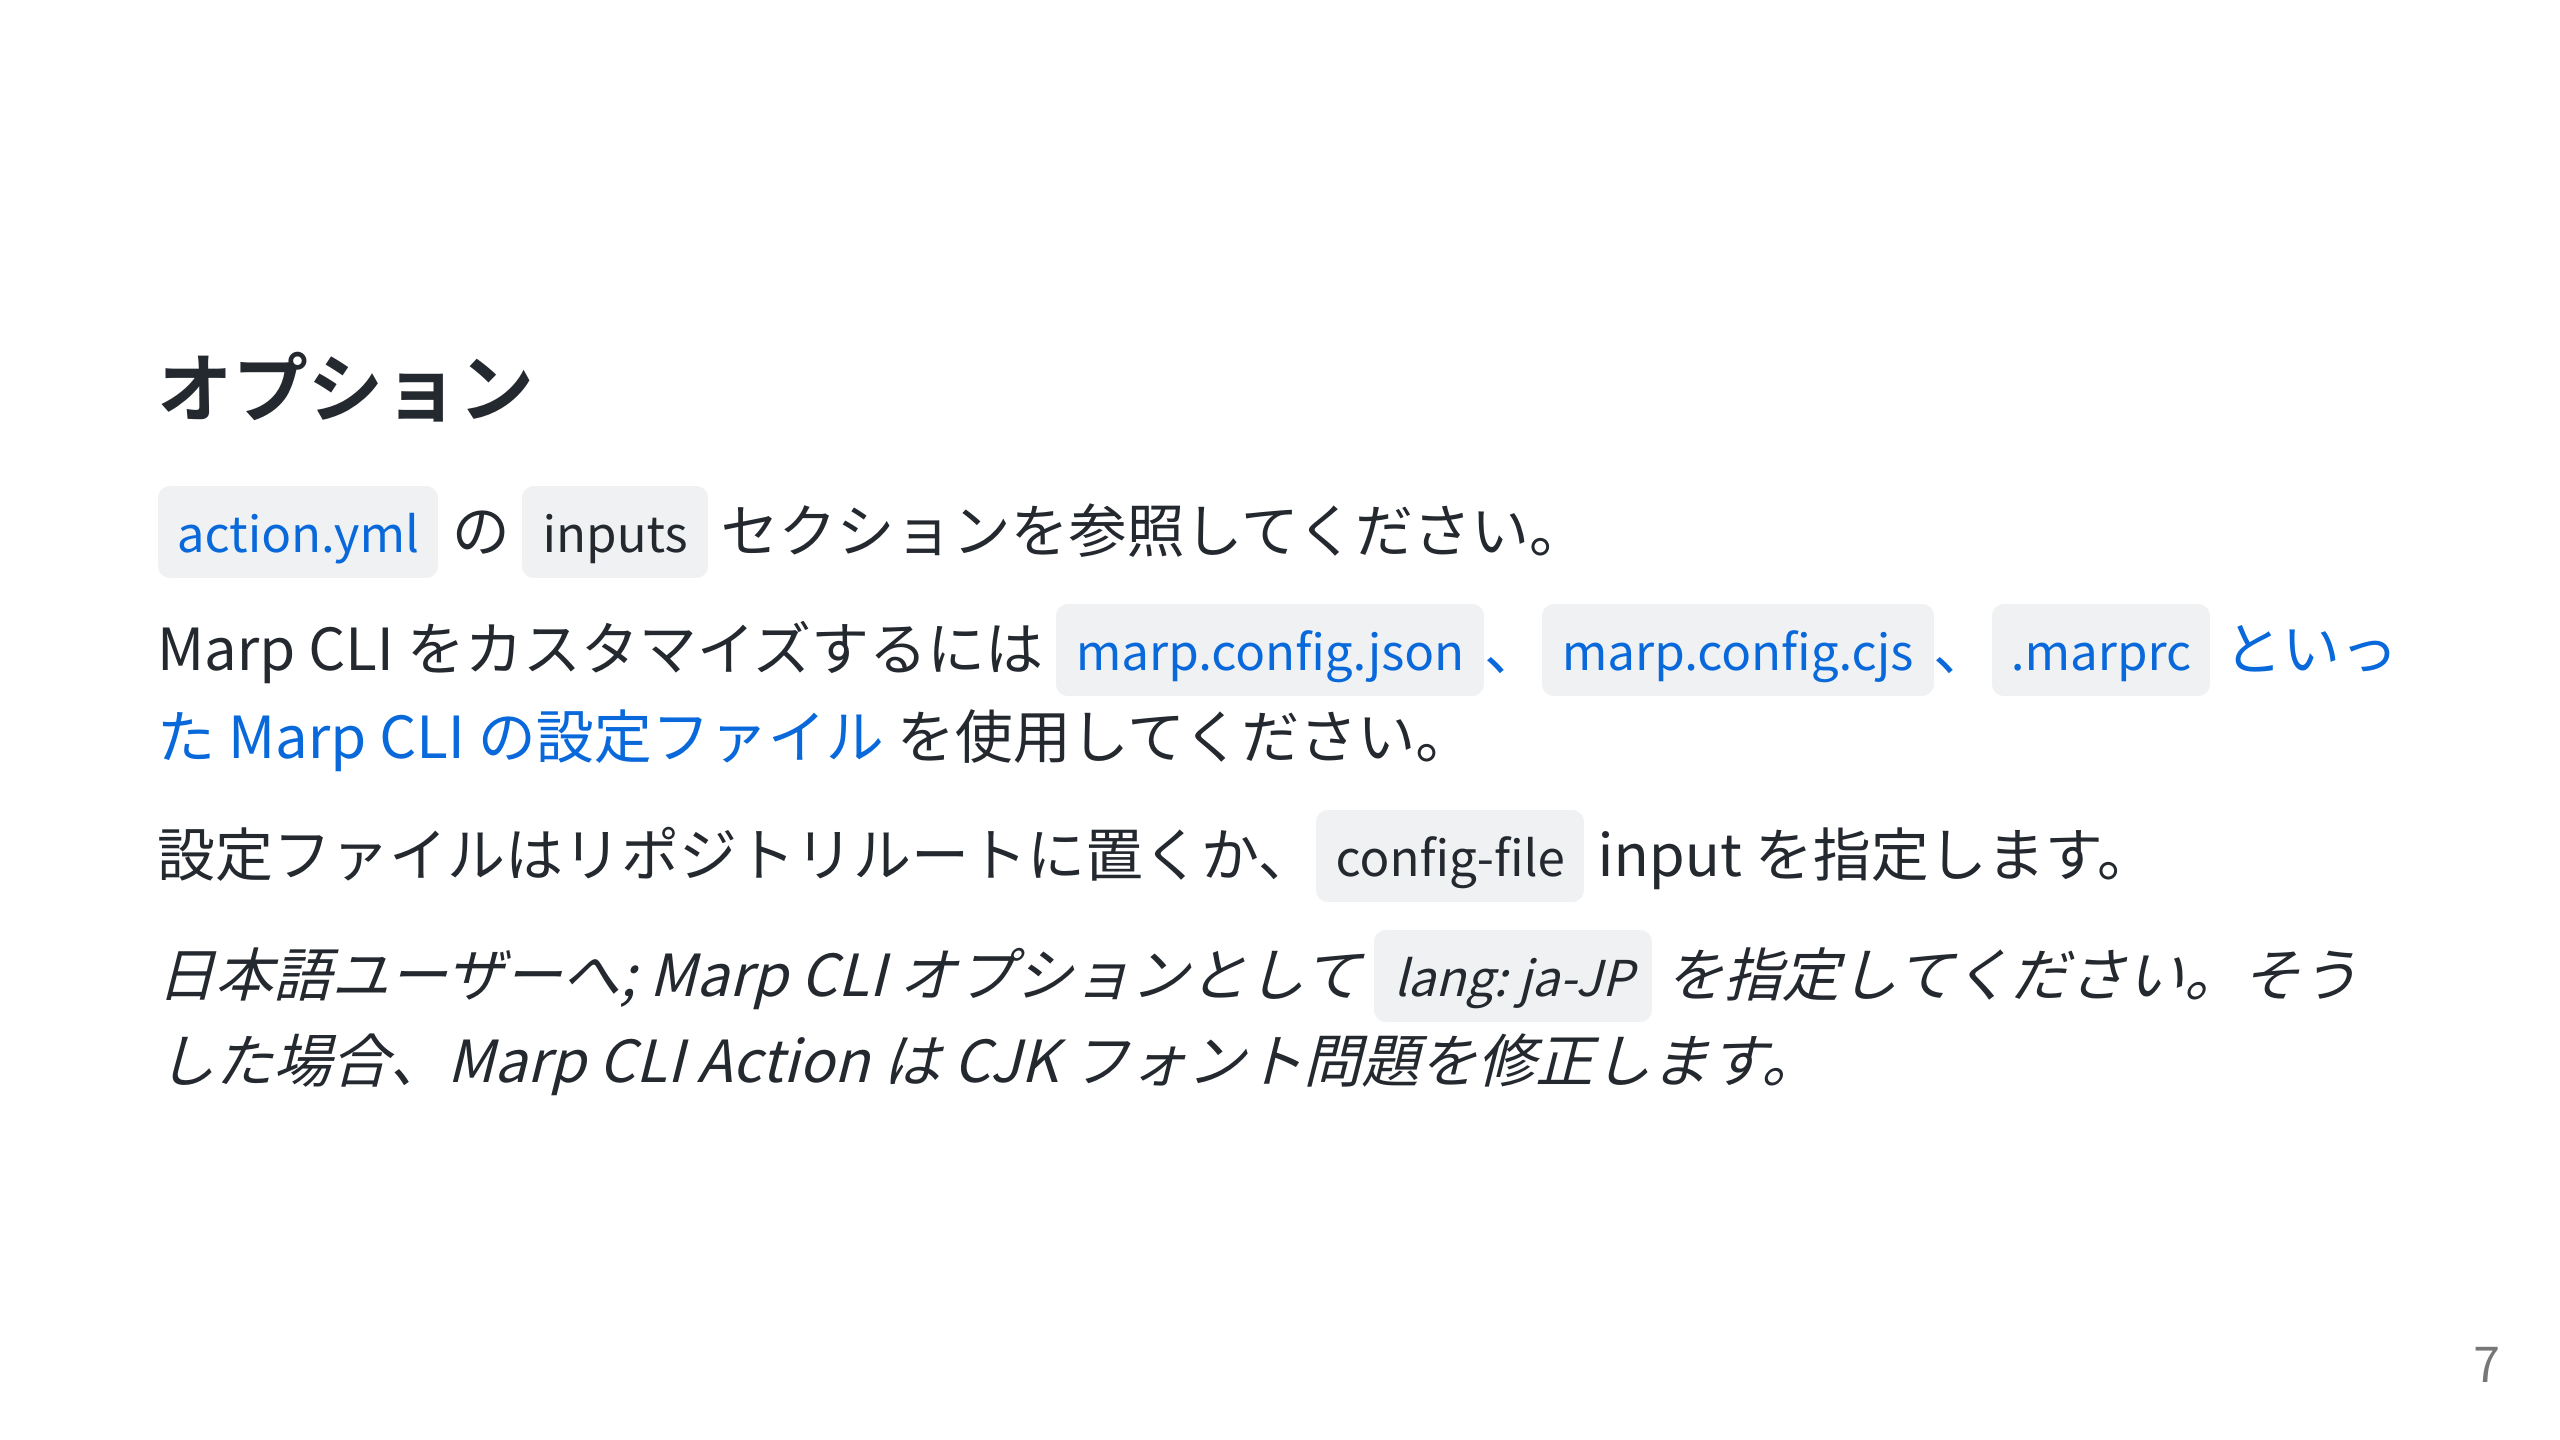 オプション
action.yml の inputs セクションを参照してください。
Marp CLI をカスタマイズするには marp.config.json、 marp.config.cjs、 .marprc といっ
た Marp CLI の設定ファイル を使用してください。
設定ファイルはリポジトリルートに置くか、 config-file input を指定します。
日本語ユーザーへ; Marp CLI オプションとして lang: ja-JP を指定してください。そう
した場合、Marp CLI Action は CJK フォント問題を修正します。
7